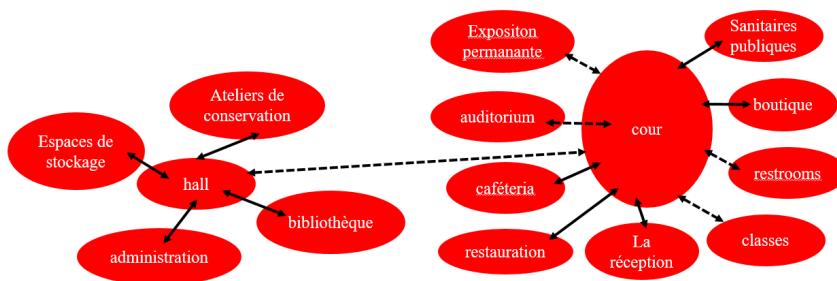 Expositon
permanante
Sanitaires
publiques
Ateliers de
conservation
auditorium
cour
boutique
Espaces de
stockage
hall
caféteria
restrooms
bibliothèque
administration
restauration
La
réception
classes